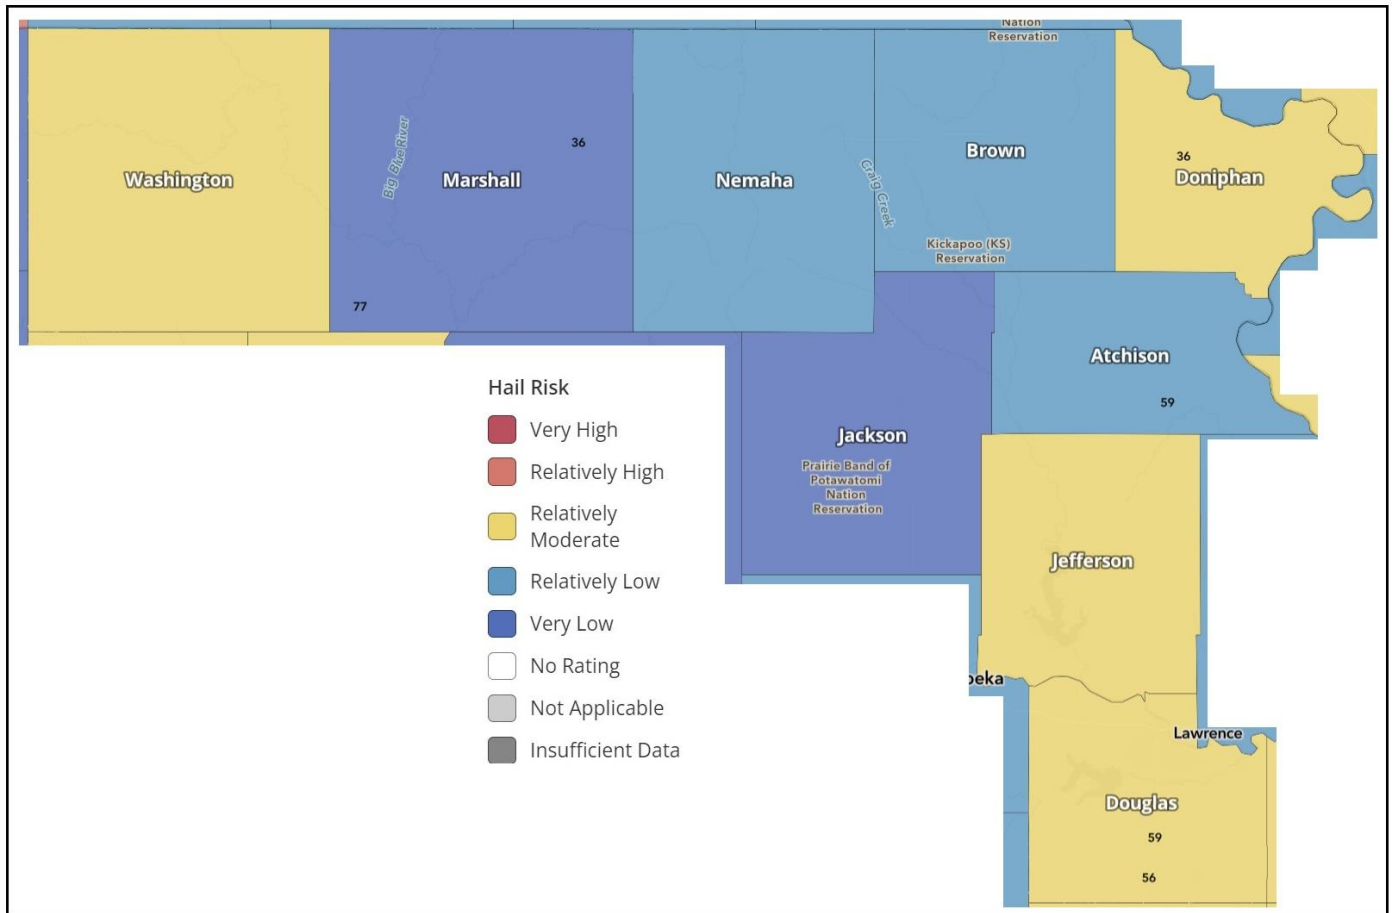 Nation
Reservation
Washington
Big Blue River
Marshall
36
77
Nemaha
Craig Creek
Brown
Kickapoo (KS)
Reservation
36
Doniphan
Atchison
59
Jackson
Prairie Band of
Potawatomi
Nation
Reservation
Jefferson
peka
Lawrence
Douglas
59
56
Hail Risk
Very High
Relatively High
Relatively
Moderate
Relatively Low
Very Low
No Rating
Not Applicable
Insufficient Data